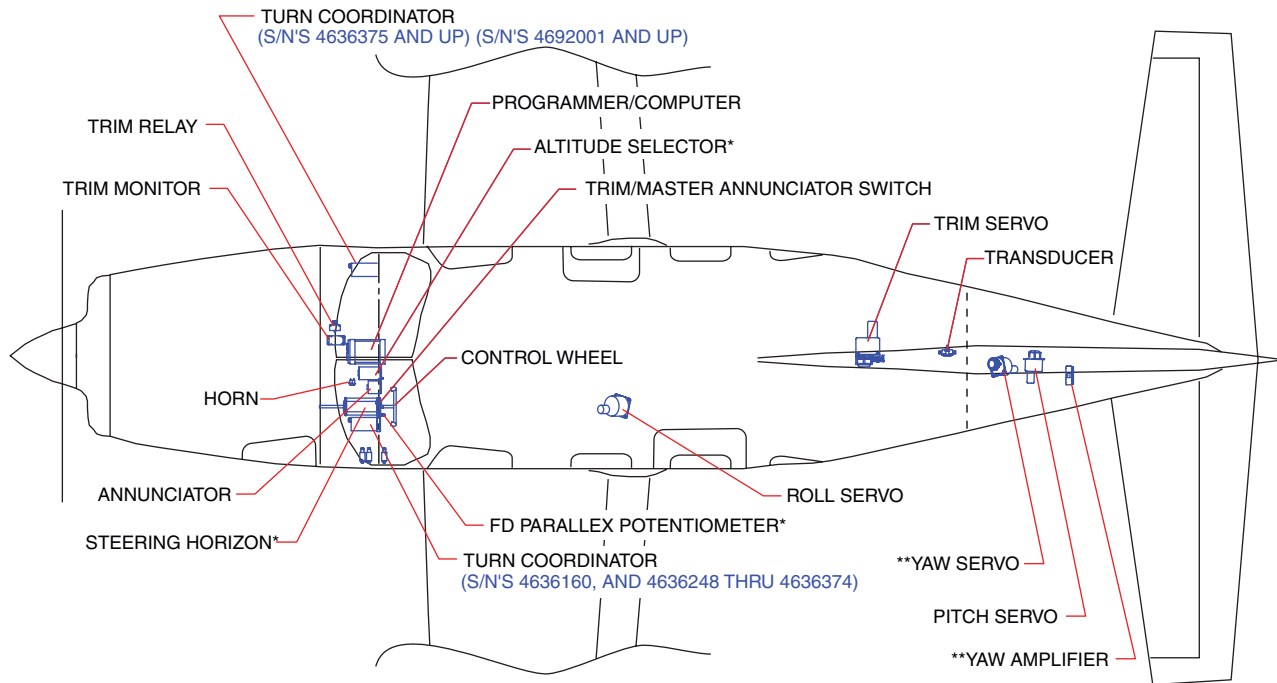 TURN COORDINATOR
(S/N'S 4636375 AND UP) (S/N'S 4692001 AND UP)
PROGRAMMER/COMPUTER
TRIM RELAY
ALTITUDE SELECTOR*
TRIM MONITOR
TRIM/MASTER ANNUNCIATOR SWITCH
TRIM SERVO
TRANSDUCER
CONTROL WHEEL
HORN
ANNUNCIATOR
ROLL SERVO
FD PARALLEX POTENTIOMETER*
STEERING HORIZON*
TURN COORDINATOR
(S/N'S 4636160, AND 4636248 THRU 4636374)
**YAW SERVO
PITCH SERVO
**YAW AMPLIFIER